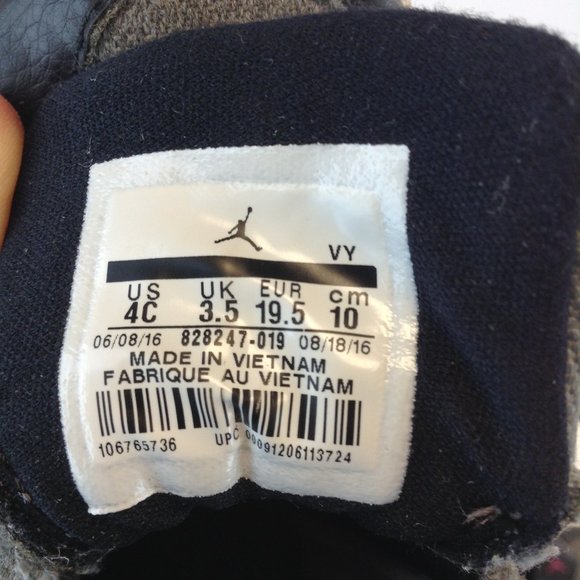 VY
US UK EUR cm
4C 3.5 19.5 10
06/08/16 828247-019 08/18/16
MADE IN VIETNAM
FABRIQUE AU VIETNAM
106765736 UPC 00091206113724